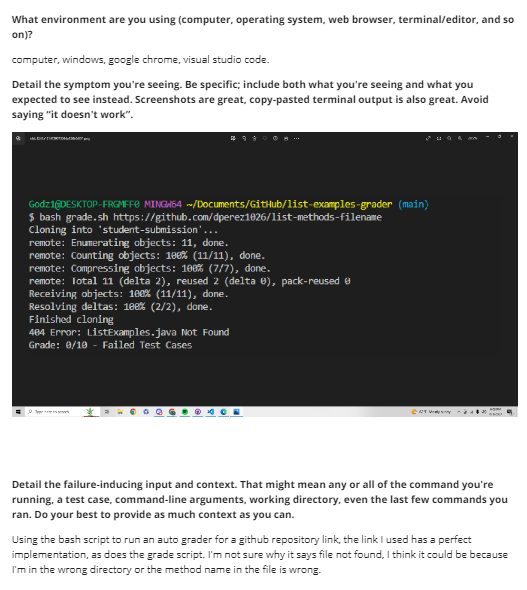 What environment are you using (computer, operating system, web browser, terminal/editor, and so
on)?
computer, windows, google chrome, visual studio code.
Detail the symptom you're seeing. Be specific; include both what you're seeing and what you
expected to see instead. Screenshots are great, copy-pasted terminal output is also great. Avoid
saying "it doesn't work".
Godz1@DESKTOP-FRGMFF0 MINGW64 ~/Documents/GitHub/list-examples-grader (main)
$ bash grade.sh https://github.com/dperez1026/list-methods-filename
Cloning into 'student-submission'...
remote: Enumerating objects: 11, done.
remote: Counting objects: 100% (11/11), done.
remote: Compressing objects: 100% (7/7), done.
remote: Total 11 (delta 2), reused 2 (delta 0), pack-reused 0
Receiving objects: 100% (11/11), done.
Resolving deltas: 100% (2/2), done.
Finished cloning
404 Error: ListExamples.java Not Found
Grade: 0/10 - Failed Test Cases
Type here to search
Detail the failure-inducing input and context. That might mean any or all of the command you're
running, a test case, command-line arguments, working directory, even the last few commands you
ran. Do your best to provide as much context as you can.
Using the bash script to run an auto grader for a github repository link, the link I used has a perfect
implementation, as does the grade script. I'm not sure why it says file not found, I think it could be because
I'm in the wrong directory or the method name in the file is wrong.